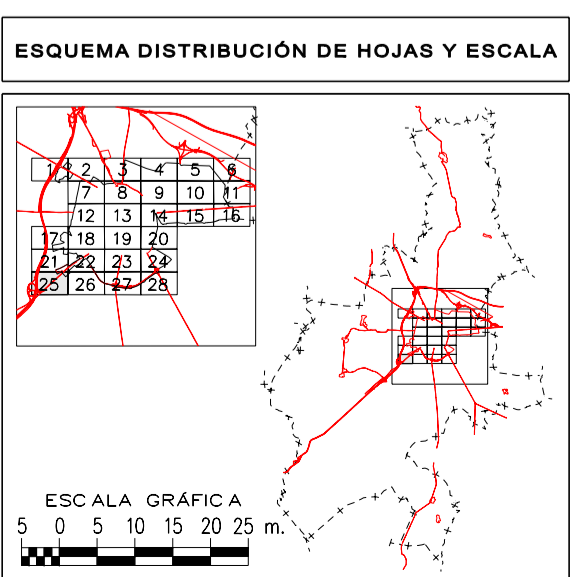 ESQUEMA DISTRIBUCIÓN DE HOJAS Y ESCALA
1 2 3 4 5 6
7 8 9 10 11
12 13 14 15 16
17 18 19 20
21 22 23 24
25 26 27 28
ESCALA GRÁFICA
5 0 5 10 15 20 25 m.